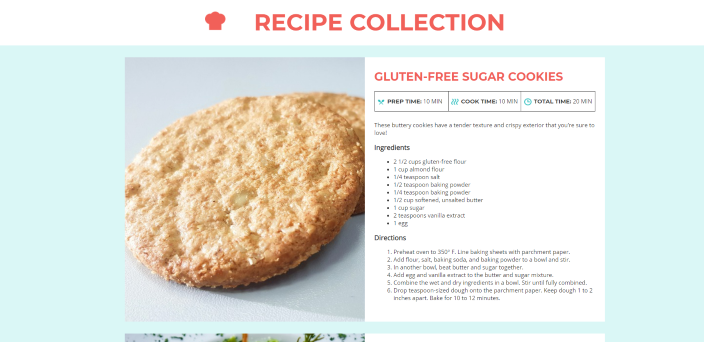 RECIPE COLLECTION
GLUTEN-FREE SUGAR COOKIES
PREP TIME: 10 MIN COOK TIME: 10 MIN TOTAL TIME: 20 MIN
These buttery cookies have a tender texture and crispy exterior that you're sure to
love!
Ingredients
2 1/2 cups gluten-free flour
1 cup almond flour
1/4 teaspoon salt
1/2 teaspoon baking powder
1/4 teaspoon baking powder
1/2 cup softened, unsalted butter
1 cup sugar
2 teaspoons vanilla extract
1 egg
Directions
1. Preheat oven to 350° F. Line baking sheets with parchment paper.
2. Add flour, salt, baking soda, and baking powder to a bowl and stir.
3. In another bowl, beat butter and sugar together.
4. Add egg and vanilla extract to the butter and sugar mixture.
5. Combine the wet and dry ingredients in a bowl. Stir until fully combined.
6. Drop teaspoon-sized dough onto the parchment paper. Keep dough 1 to 2
inches apart. Bake for 10 to 12 minutes.